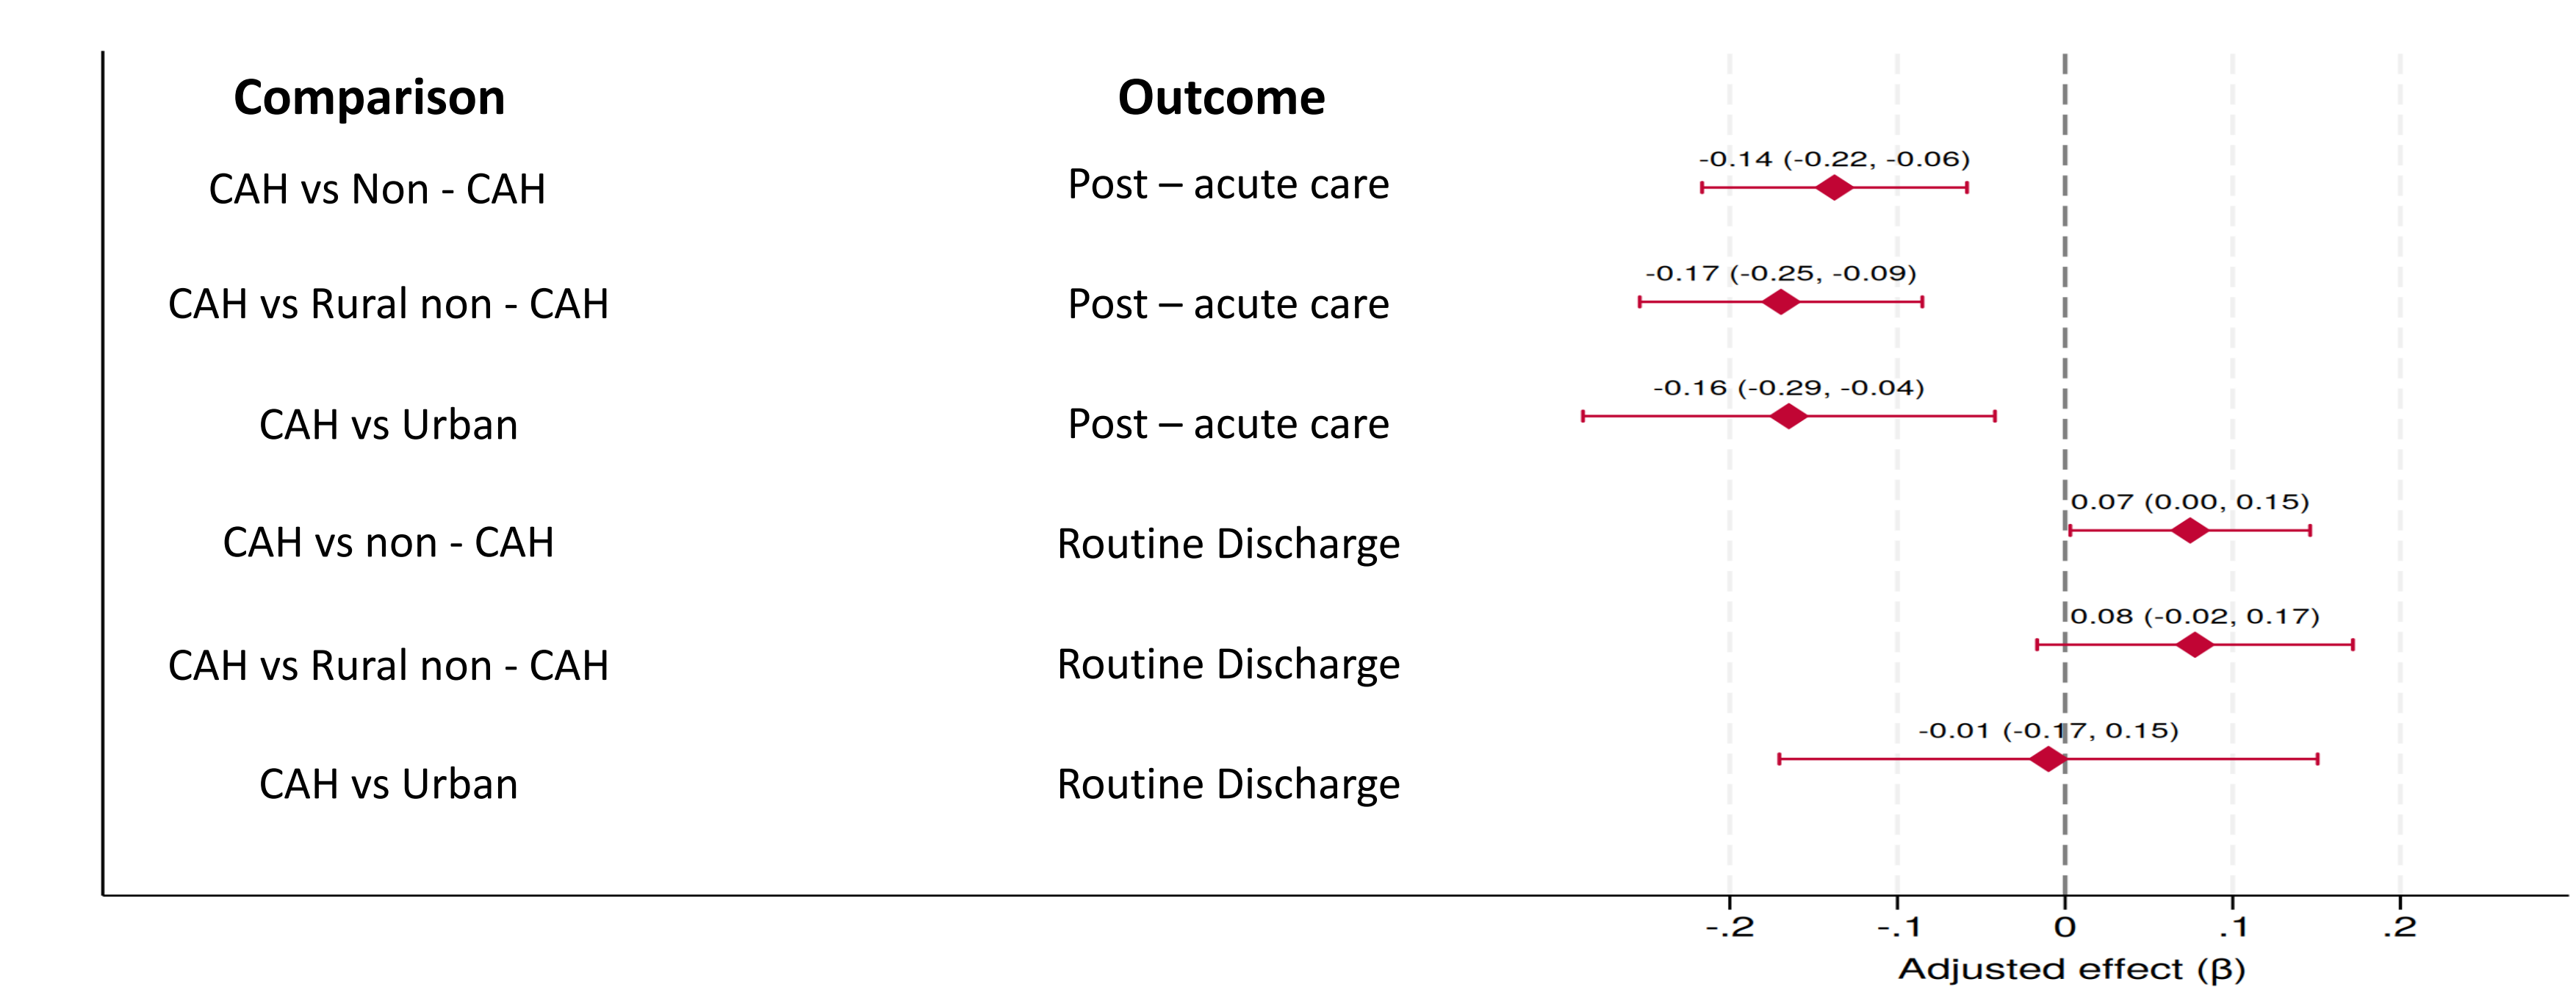 Comparison Outcome
CAH vs Non - CAH Post – acute care -0.14 (-0.22, -0.06)
CAH vs Rural non - CAH Post – acute care -0.17 (-0.25, -0.09)
CAH vs Urban Post – acute care -0.16 (-0.29, -0.04)
CAH vs non - CAH Routine Discharge 0.07 (0.00, 0.15)
CAH vs Rural non - CAH Routine Discharge 0.08 (-0.02, 0.17)
CAH vs Urban Routine Discharge -0.01 (-0.17, 0.15)
-.2 -.1 0 .1 .2
Adjusted effect (β)